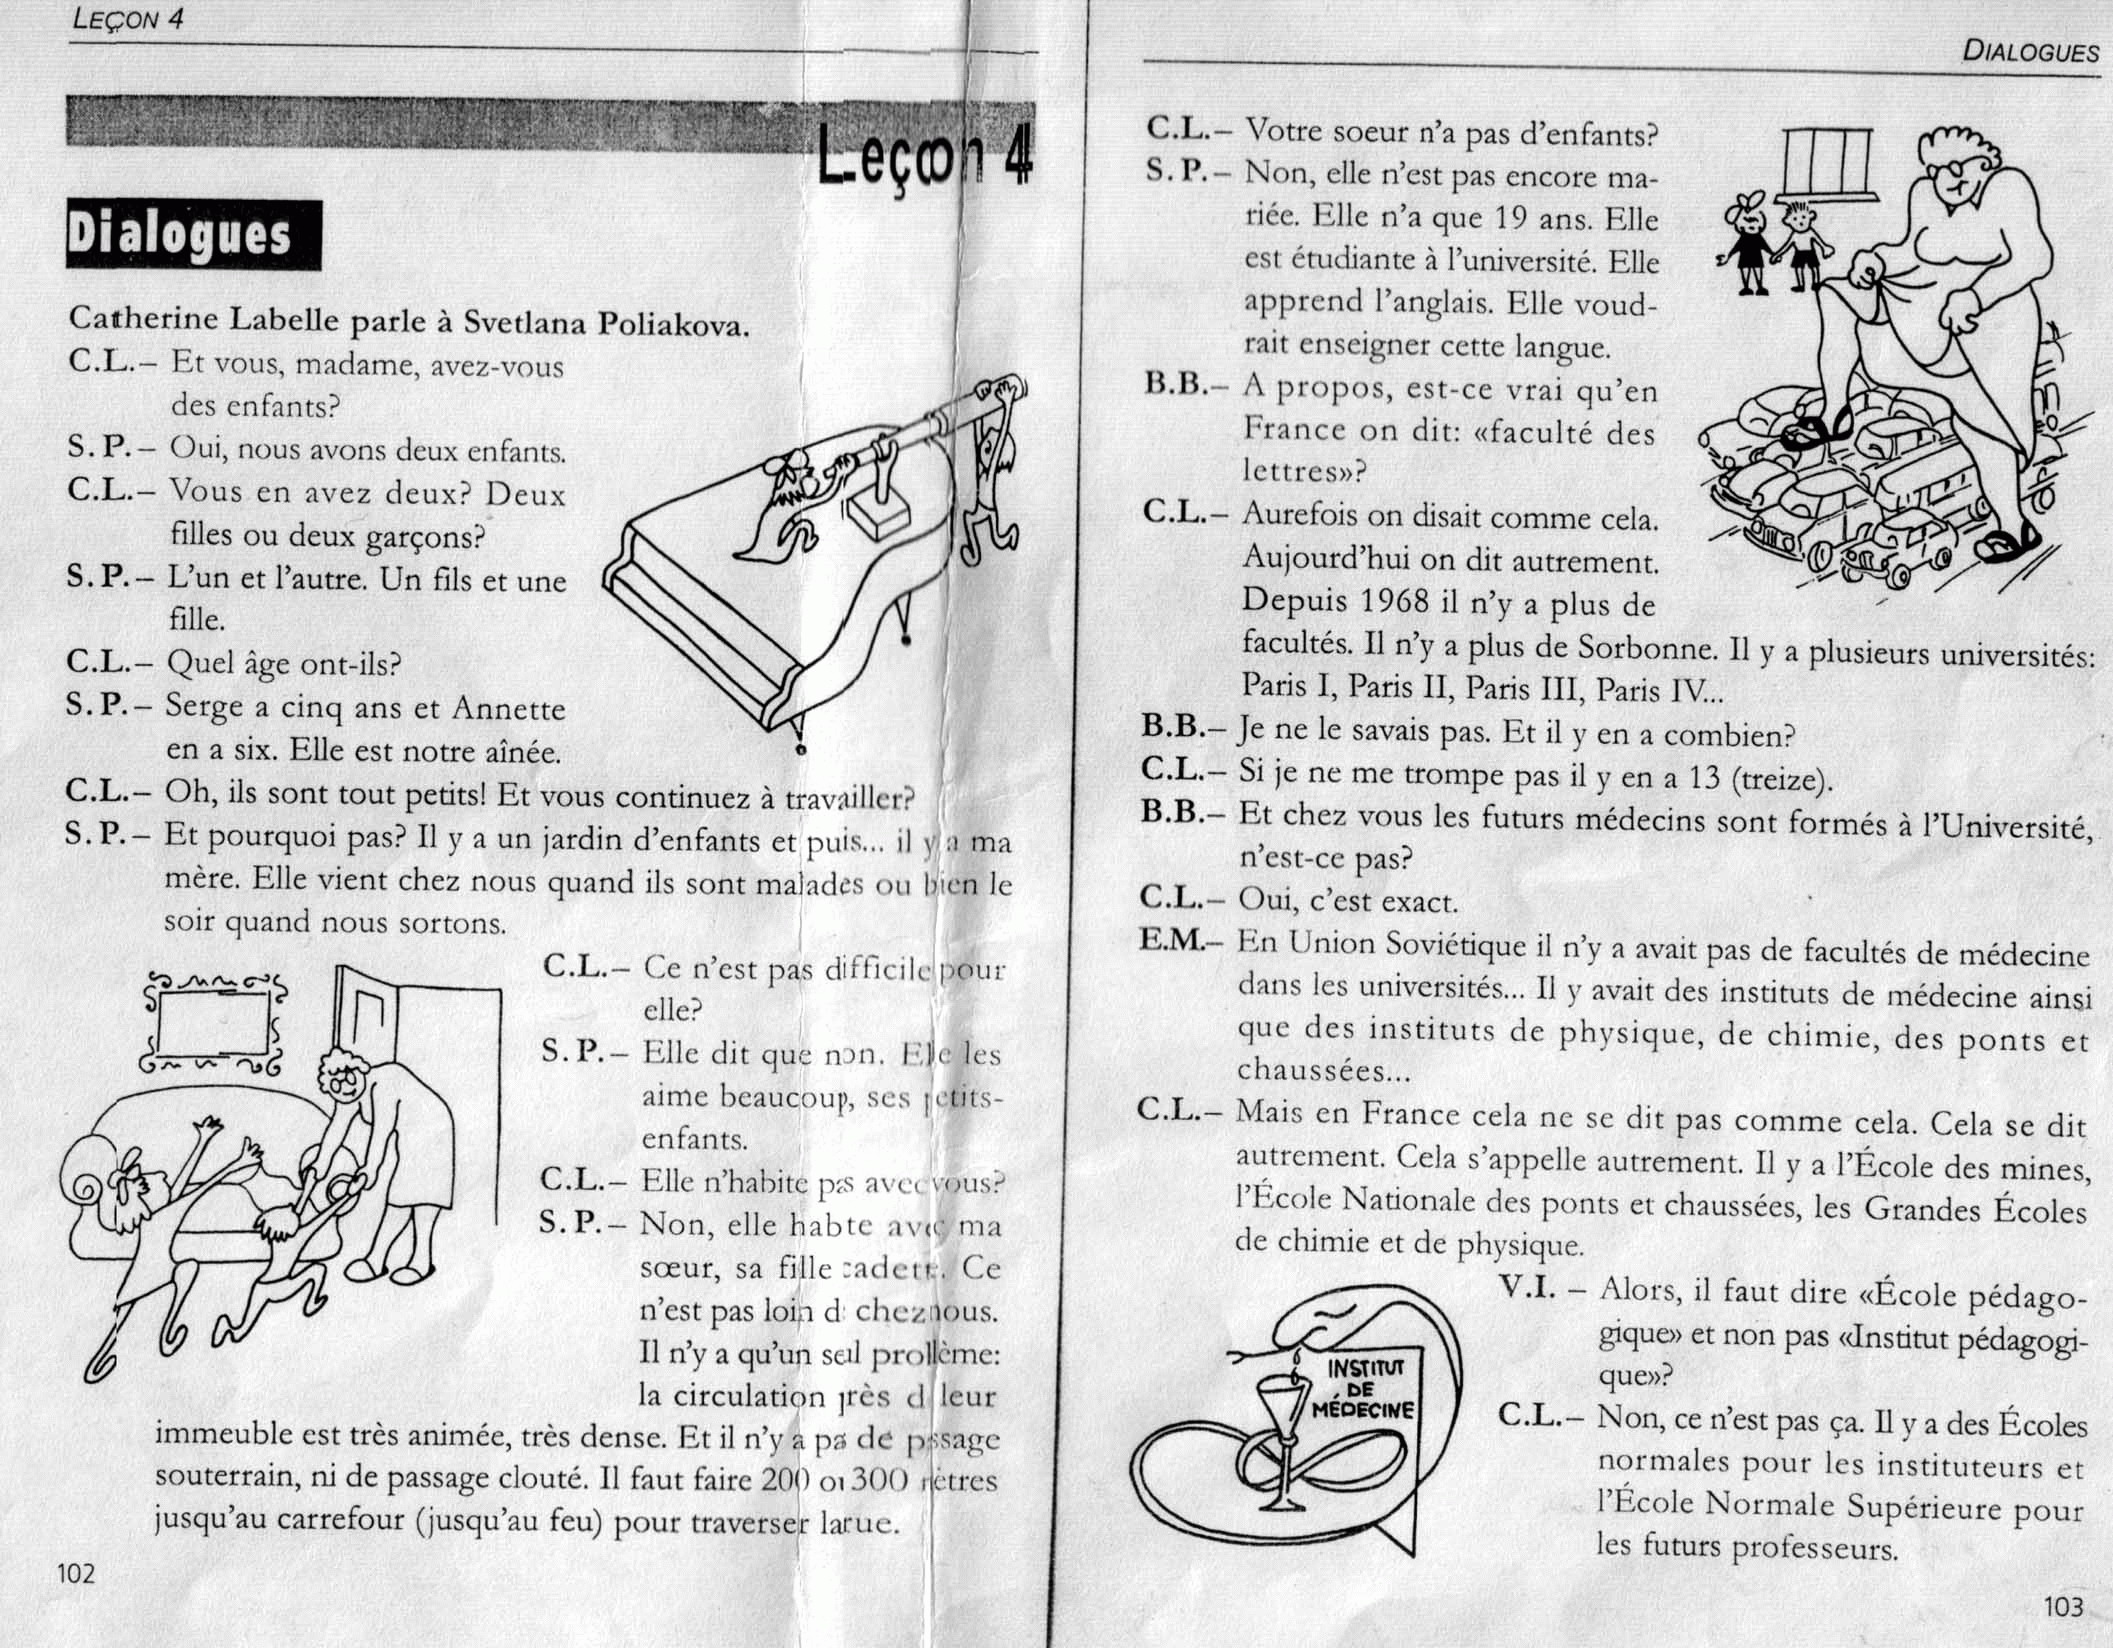 LEÇON 4
Leçon 4
Dialogues
Catherine Labelle parle à Svetlana Poliakova.
C.L.– Et vous, madame, avez-vous
des enfants?
S.P.– Oui, nous avons deux enfants.
C.L.– Vous en avez deux? Deux
filles ou deux garçons?
S.P.– L'un et l'autre. Un fils et une
fille.
C.L.– Quel âge ont-ils?
S.P.– Serge a cinq ans et Annette
en a six. Elle est notre aînée.
C.L.– Oh, ils sont tout petits! Et vous continuez à travailler?
S.P.– Et pourquoi pas? Il y a un jardin d'enfants et puis... il y a ma
mère. Elle vient chez nous quand ils sont malades ou bien le
soir quand nous sortons.
C.L.– Ce n'est pas difficile pour
elle?
S.P.– Elle dit que non. Elle les
aime beaucoup, ses petits-
enfants.
C.L.– Elle n'habite pas avec vous?
S.P.– Non, elle habte avec ma
sœur, sa fille cadette. Ce
n'est pas loin de chez nous.
Il n'y a qu'un seul problème:
la circulation près de leur
immeuble est très animée, très dense. Et il n'y a pas de passage
souterrain, ni de passage clouté. Il faut faire 200 ou 300 mètres
jusqu'au carrefour (jusqu'au feu) pour traverser la rue.
102
DIALOGUES
C.L.– Votre soeur n'a pas d'enfants?
S.P.– Non, elle n'est pas encore ma-
riée. Elle n'a que 19 ans. Elle
est étudiante à l'université. Elle
apprend l'anglais. Elle voud-
rait enseigner cette langue.
B.B.– A propos, est-ce vrai qu'en
France on dit: «faculté des
lettres»?
C.L.– Aurefois on disait comme cela.
Aujourd'hui on dit autrement.
Depuis 1968 il n'y a plus de
facultés. Il n'y a plus de Sorbonne. Il y a plusieurs universités:
Paris I, Paris II, Paris III, Paris IV...
B.B.– Je ne le savais pas. Et il y en a combien?
C.L.– Si je ne me trompe pas il y en a 13 (treize).
B.B.– Et chez vous les futurs médecins sont formés à l'Université,
n'est-ce pas?
C.L.– Oui, c'est exact.
E.M.– En Union Soviétique il n'y a avait pas de facultés de médecine
dans les universités... Il y avait des instituts de médecine ainsi
que des instituts de physique, de chimie, des ponts et
chaussées...
C.L.– Mais en France cela ne se dit pas comme cela. Cela se dit
autrement. Cela s'appelle autrement. Il y a l'École des mines,
l'École Nationale des ponts et chaussées, les Grandes Écoles
de chimie et de physique.
V.I. – Alors, il faut dire «École pédago-
gique» et non pas «Institut pédagogi-
que»?
C.L.– Non, ce n'est pas ça. Il y a des Écoles
normales pour les instituteurs et
l'École Normale Supérieure pour
les futurs professeurs.
INSTITUT
DE
MÉDECINE
103